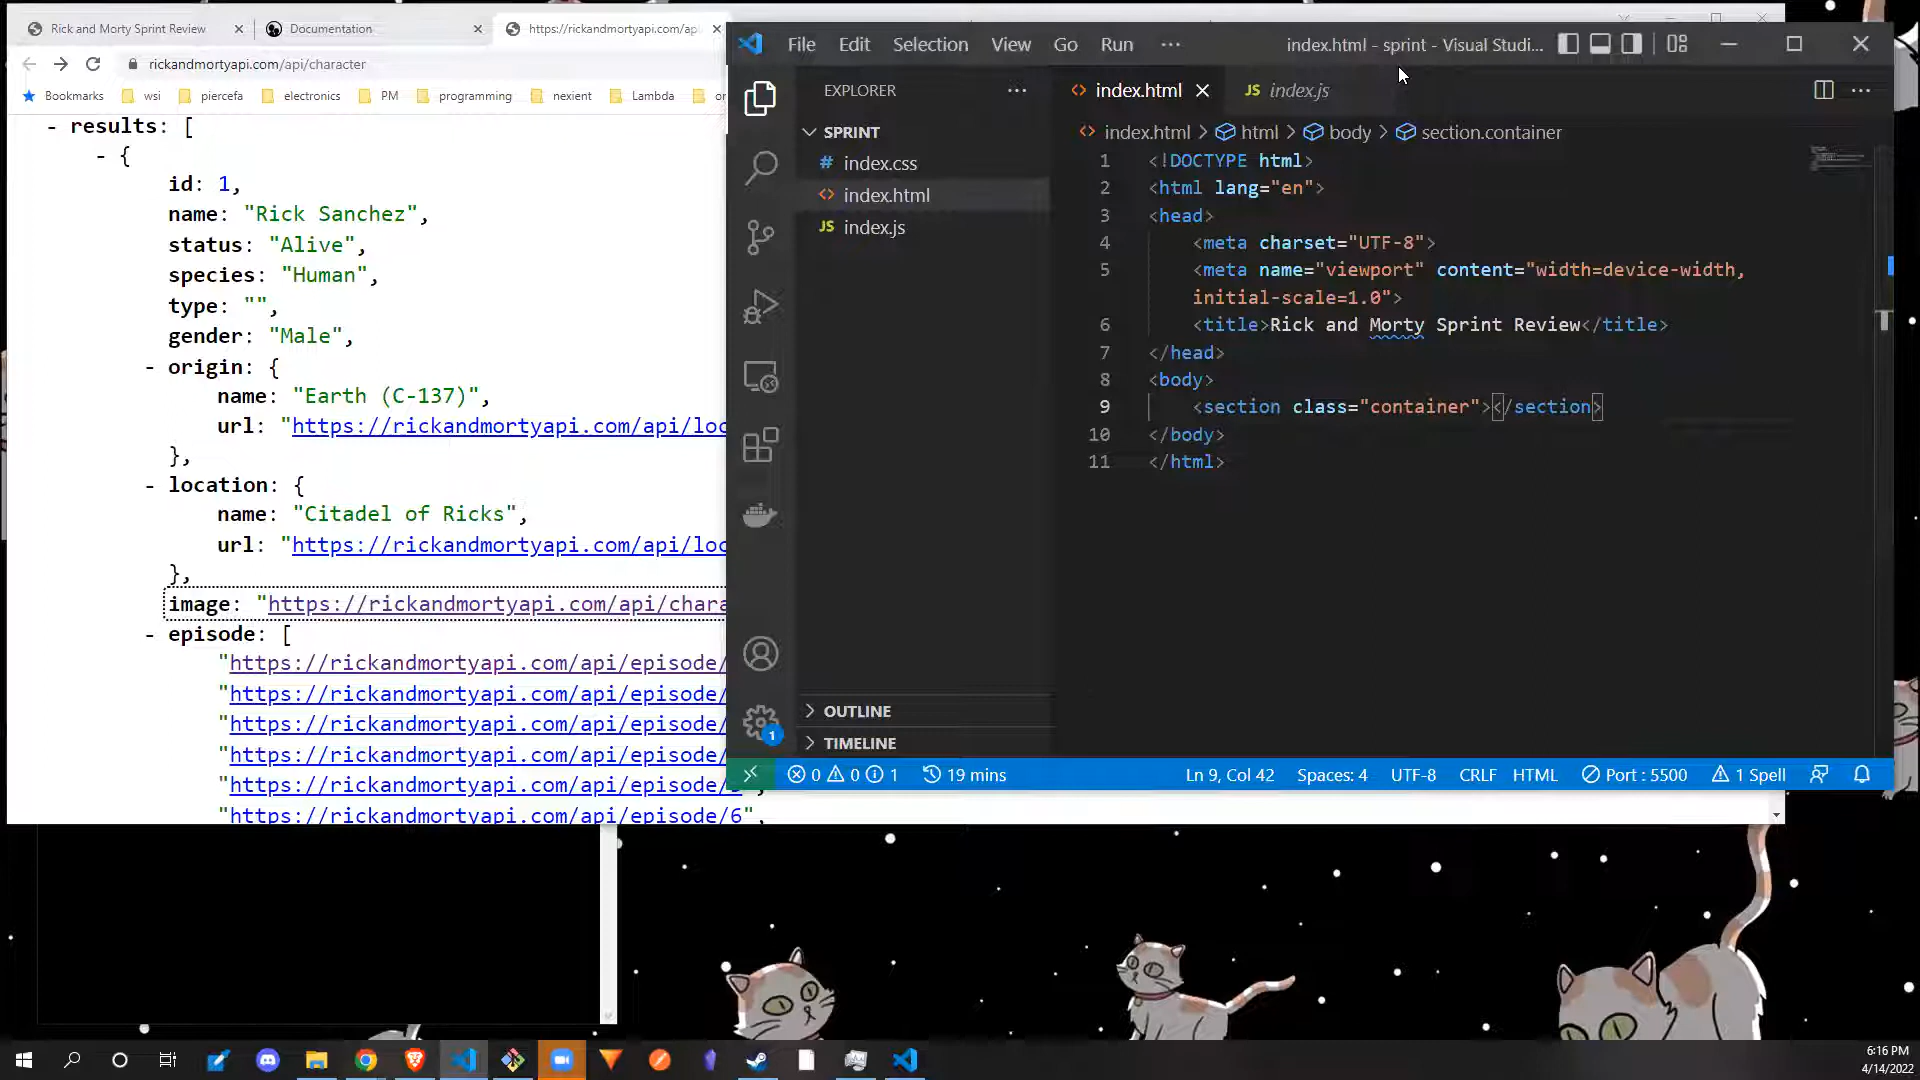 Rick and Morty Sprint Review
Documentation
https://rickandmortyapi.com/ap
rickandmortyapi.com/api/character
Bookmarks
wsi
piercefa
electronics
PM
programming
nexient
Lambda
- results: [
- {
id: 1,
name: "Rick Sanchez",
status: "Alive",
species: "Human",
type: "",
gender: "Male",
- origin: {
name: "Earth (C-137)",
url: "https://rickandmortyapi.com/api/loc
},
- location: {
name: "Citadel of Ricks",
url: "https://rickandmortyapi.com/api/loc
},
image: "https://rickandmortyapi.com/api/chara
- episode: [
"https://rickandmortyapi.com/api/episode/
"https://rickandmortyapi.com/api/episode/
"https://rickandmortyapi.com/api/episode/
"https://rickandmortyapi.com/api/episode/
"https://rickandmortyapi.com/api/episode/
"https://rickandmortyapi.com/api/episode/6",
File Edit Selection View Go Run ···
index.html - sprint - Visual Studi...
EXPLORER ···
SPRINT
# index.css
<> index.html
JS index.js
OUTLINE
TIMELINE
<> index.html
JS index.js
···
<> index.html > html > body > section.container
1 <!DOCTYPE html>
2 <html lang="en">
3 <head>
4 <meta charset="UTF-8">
5 <meta name="viewport" content="width=device-width,
initial-scale=1.0">
6 <title>Rick and Morty Sprint Review</title>
7 </head>
8 <body>
9 <section class="container"></section>
10 </body>
11 </html>
1
0 0 1 19 mins Ln 9, Col 42 Spaces: 4 UTF-8 CRLF HTML Port : 5500 1 Spell
6:16 PM
4/14/2022